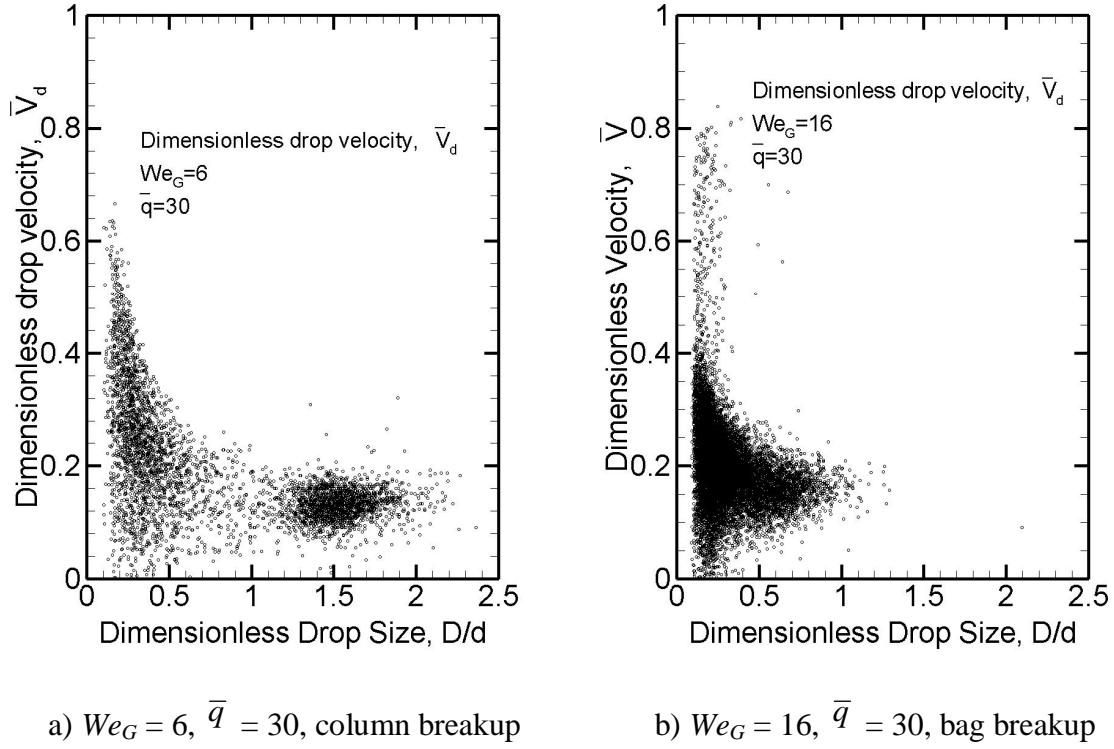 1
0.8
0.6
0.4
0.2
0
0 0.5 1 1.5 2 2.5
Dimensionless drop velocity, V̅d
Dimensionless Drop Size, D/d
Dimensionless drop velocity, V̅d
WeG=6
q̅=30
1
0.8
0.6
0.4
0.2
0
0 0.5 1 1.5 2 2.5
Dimensionless Velocity, V̅
Dimensionless Drop Size, D/d
Dimensionless drop velocity, V̅d
WeG=16
q̅=30
a) WeG = 6, q̅ = 30, column breakup
b) WeG = 16, q̅ = 30, bag breakup